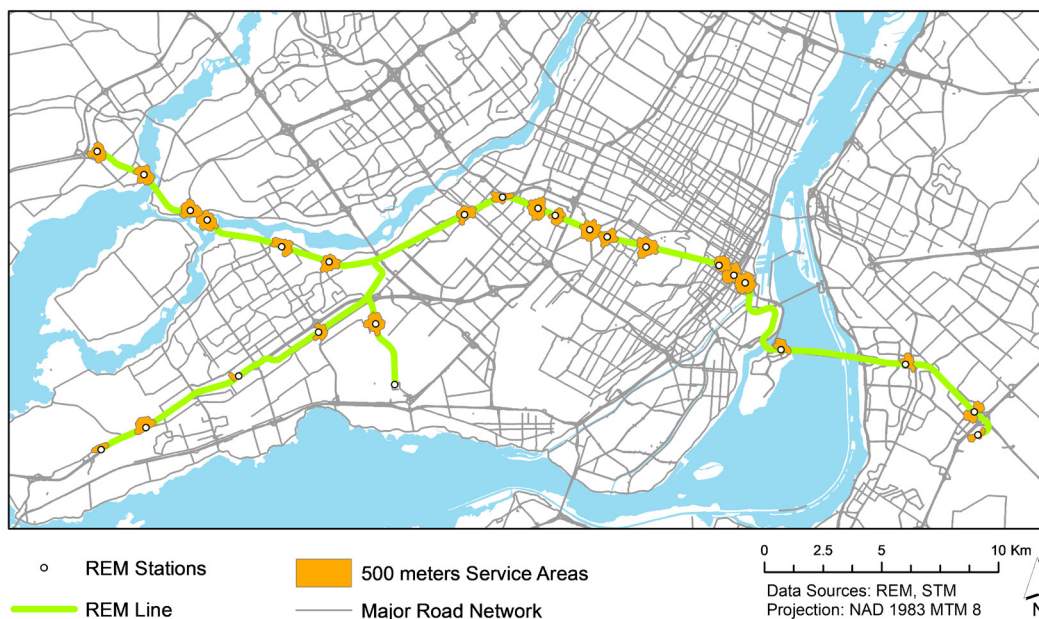 REM Stations
REM Line
500 meters Service Areas
Major Road Network
0 2.5 5 10 Km
Data Sources: REM, STM
Projection: NAD 1983 MTM 8
N